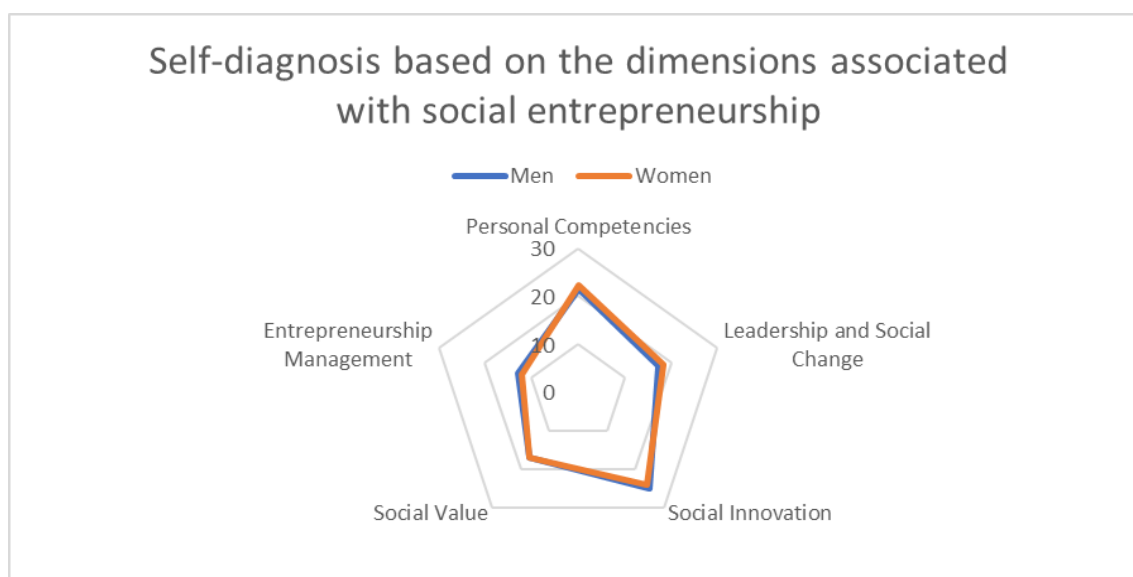 Self-diagnosis based on the dimensions associated
with social entrepreneurship
Men Women
Personal Competencies
30
20
10
0
Entrepreneurship
Management
Leadership and Social
Change
Social Value
Social Innovation